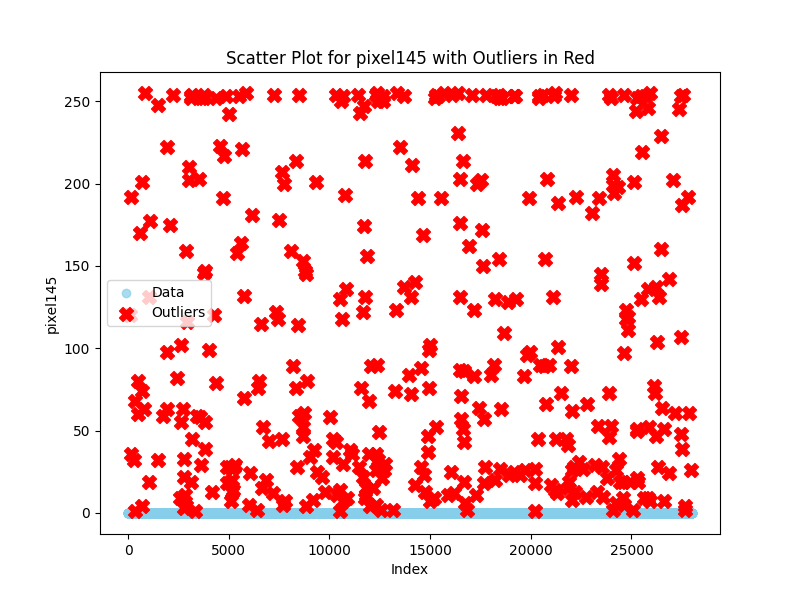 Scatter Plot for pixel145 with Outliers in Red
250
200
150
100
50
0
pixel145
Data
Outliers
0 5000 10000 15000 20000 25000
Index